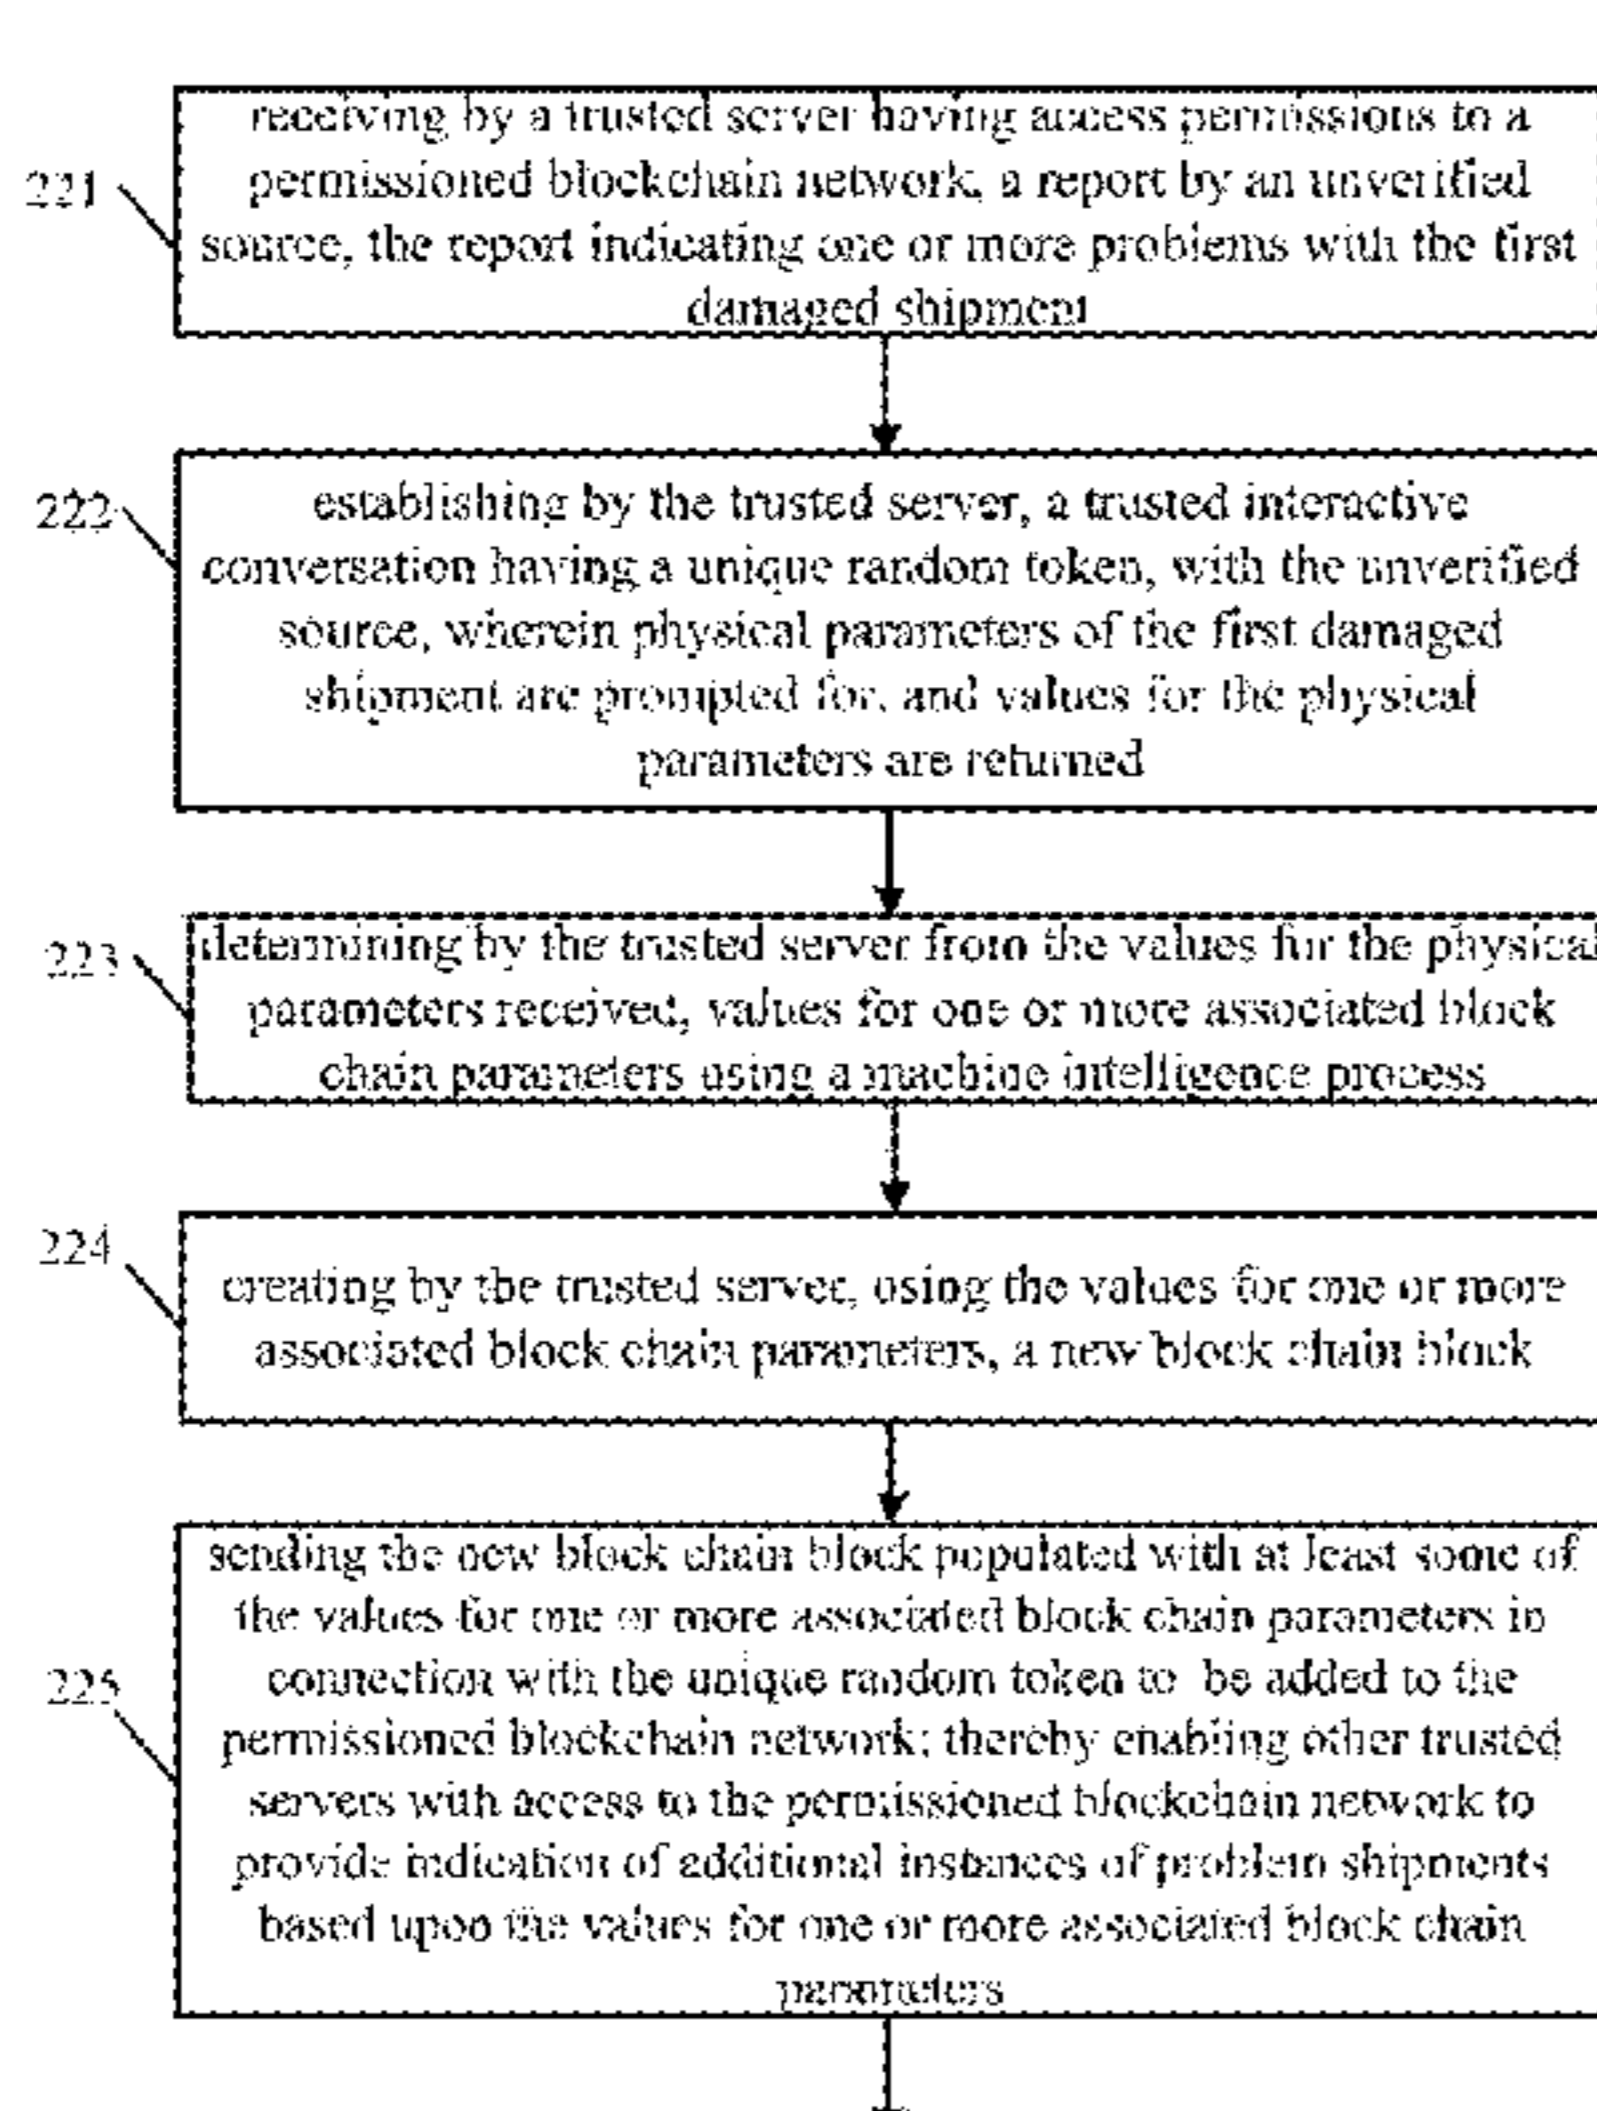 receiving by a trusted server having access permissions to a
permissioned blockchain network, a report by an unverified
221
source, the report indicating one or more problems with the first
damaged shipment
222
establishing by the trusted server, a trusted interactive
conversation having a unique random token, with the unverified
source, wherein physical parameters of the first damaged
shipment are prompted for, and values for the physical
parameters are returned
223
determining by the trusted server from the values for the physical
parameters received, values for one or more associated block
chain parameters using a machine intelligence process
224
creating by the trusted server, using the values for one or more
associated block chain parameters, a new block chain block
sending the new block chain block populated with at least some of
the values for one or more associated block chain parameters in
connection with the unique random token to be added to the
225
permissioned blockchain network; thereby enabling other trusted
servers with access to the permissioned blockchain network to
provide indication of additional instances of problem shipments
based upon the values for one or more associated block chain
parameters